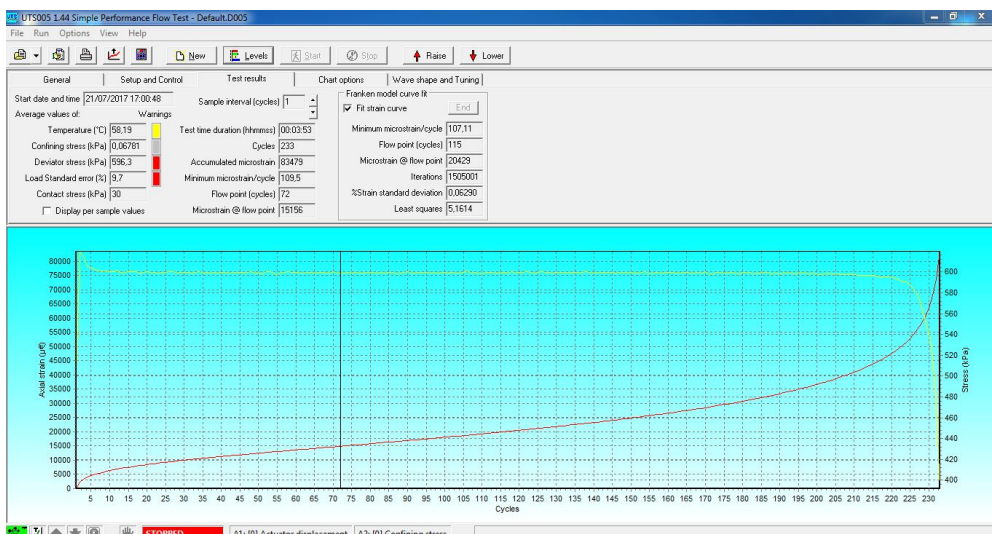 UTS005 1.44 Simple Performance Flow Test - Default.D005
File Run Options View Help
New Levels Start Stop Raise Lower
General Setup and Control Test results Chart options Wave shape and Tuning
Start date and time 21/07/2017 17:00:48
Average values of: Warnings
Temperature (°C) 58,19
Confining stress (kPa) 0,06781
Deviator stress (kPa) 596,3
Load Standard error (%) 9,7
Contact stress (kPa) 30
Display per sample values
Sample interval (cycles) 1
Test time duration (hhmmss) 00:03:53
Cycles 233
Accumulated microstrain 83479
Minimum microstrain/cycle 109,5
Flow point (cycles) 72
Microstrain @ flow point 15156
Franken model curve fit
Fit strain curve End
Minimum microstrain/cycle 107,11
Flow point (cycles) 115
Microstrain @ flow point 20429
Iterations 1505001
%Strain standard deviation 0,06290
Least squares 5,1614
Axial strain (µε)
80000
75000
70000
65000
60000
55000
50000
45000
40000
35000
30000
25000
20000
15000
10000
5000
0
600
580
560
540
520
500
480
460
440
420
400
Stress (kPa)
5 10 15 20 25 30 35 40 45 50 55 60 65 70 75 80 85 90 95 100 105 110 115 120 125 130 135 140 145 150 155 160 165 170 175 180 185 190 195 200 205 210 215 220 225 230
Cycles
STOPPED A1: [0] Actuator displacement A2: [0] Confining stress